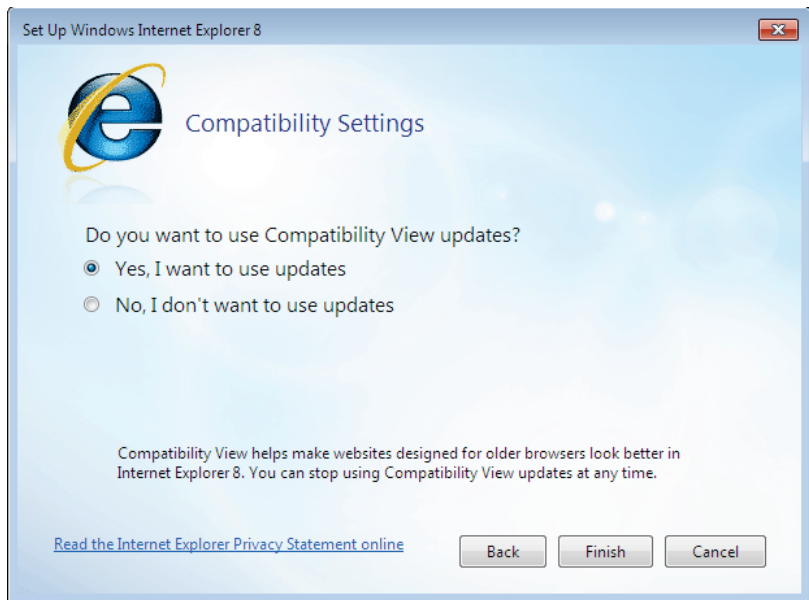 Set Up Windows Internet Explorer 8
Compatibility Settings
Do you want to use Compatibility View updates?
Yes, I want to use updates
No, I don't want to use updates
Compatibility View helps make websites designed for older browsers look better in
Internet Explorer 8. You can stop using Compatibility View updates at any time.
Read the Internet Explorer Privacy Statement online
Back
Finish
Cancel